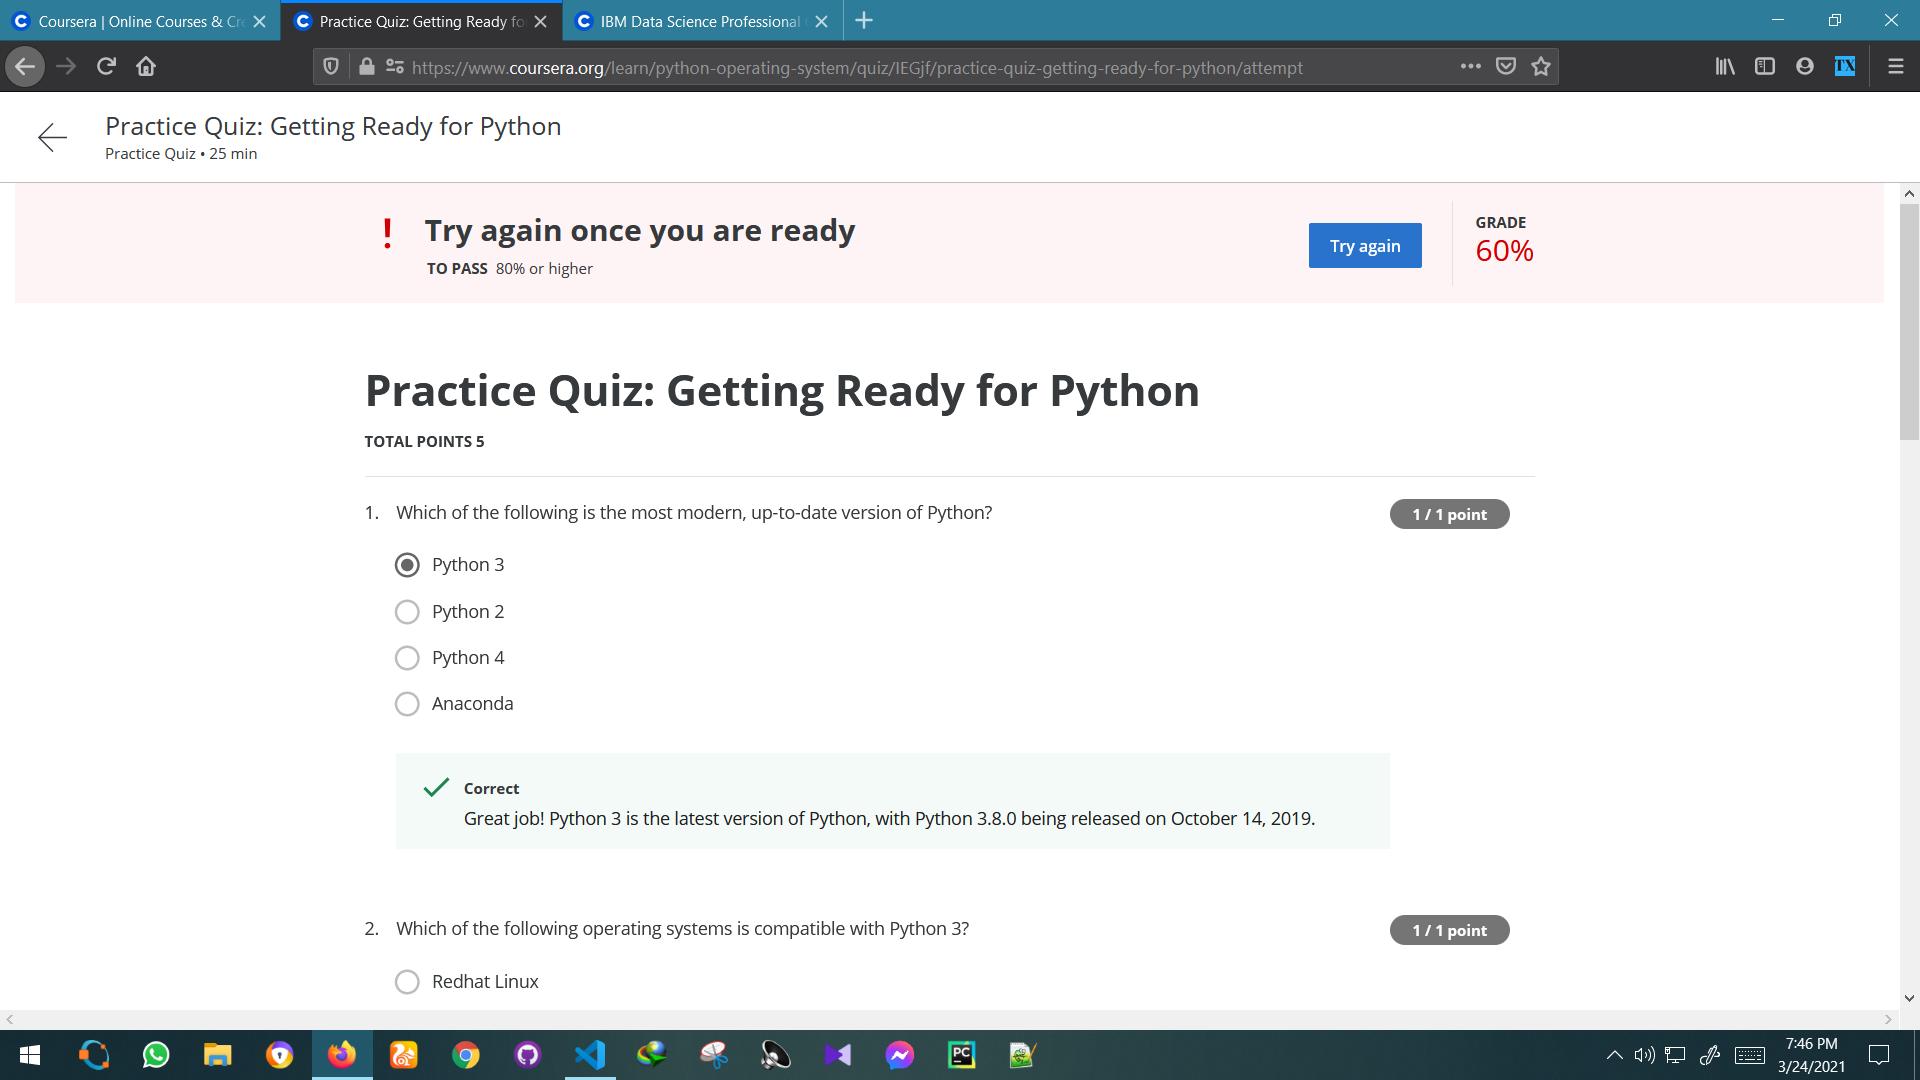 Coursera | Online Courses & Cre
Practice Quiz: Getting Ready fo
IBM Data Science Professional
https://www.coursera.org/learn/python-operating-system/quiz/IEGjf/practice-quiz-getting-ready-for-python/attempt
TX
Practice Quiz: Getting Ready for Python
Practice Quiz • 25 min
Try again once you are ready
TO PASS 80% or higher
Try again
GRADE
60%
Practice Quiz: Getting Ready for Python
TOTAL POINTS 5
1. Which of the following is the most modern, up-to-date version of Python?
1 / 1 point
Python 3
Python 2
Python 4
Anaconda
Correct
Great job! Python 3 is the latest version of Python, with Python 3.8.0 being released on October 14, 2019.
2. Which of the following operating systems is compatible with Python 3?
1 / 1 point
Redhat Linux
PC
7:46 PM
3/24/2021